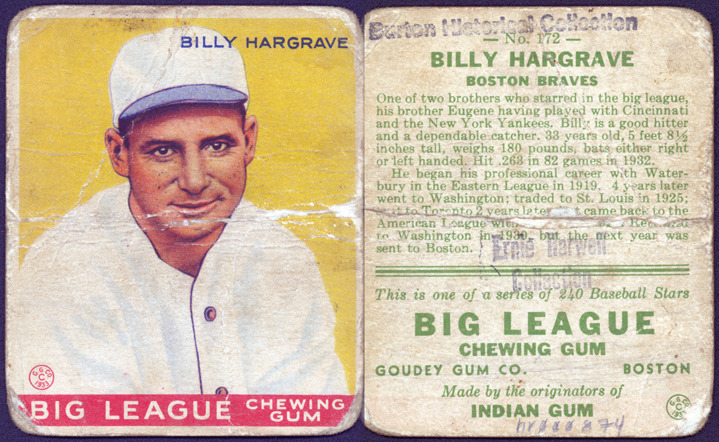 BILLY HARGRAVE
G.G.CO.
C
1933
BIG LEAGUE CHEWING GUM
Burton Historical Collection
— No. 172 —
BILLY HARGRAVE
BOSTON BRAVES
One of two brothers who starred in the big league,
his brother Eugene having played with Cincinnati
and the New York Yankees. Billy is a good hitter
and a dependable catcher. 33 years old, 5 feet 8½
inches tall, weighs 180 pounds, bats either right
or left handed. Hit .263 in 82 games in 1932.
He began his professional career with Water-
bury in the Eastern League in 1919. 4 years later
went to Washington; traded to St. Louis in 1925;
to Toronto 2 years later came back to the
American League
to Washington in 1930, but the next year was
sent to Boston.
Ernie Harwell
Collection
This is one of a series of 240 Baseball Stars
BIG LEAGUE
CHEWING GUM
GOUDEY GUM CO. BOSTON
Made by the originators of
INDIAN GUM